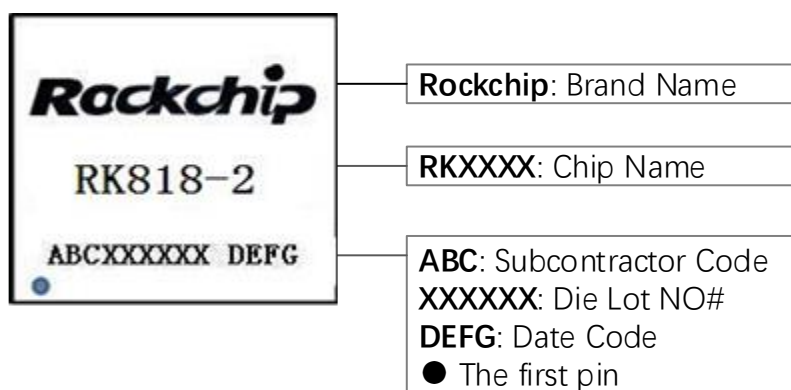 Rockchip
RK818-2
ABCXXXXXX DEFG
Rockchip: Brand Name
RKXXXX: Chip Name
ABC: Subcontractor Code
XXXXXX: Die Lot NO#
DEFG: Date Code
● The first pin